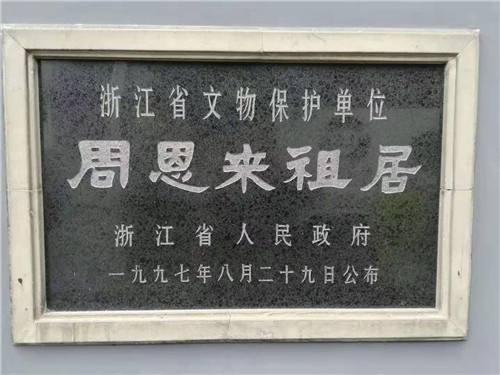 浙江省文物保护单位
周恩来祖居
浙江省人民政府
一九九七年八月二十九日公布